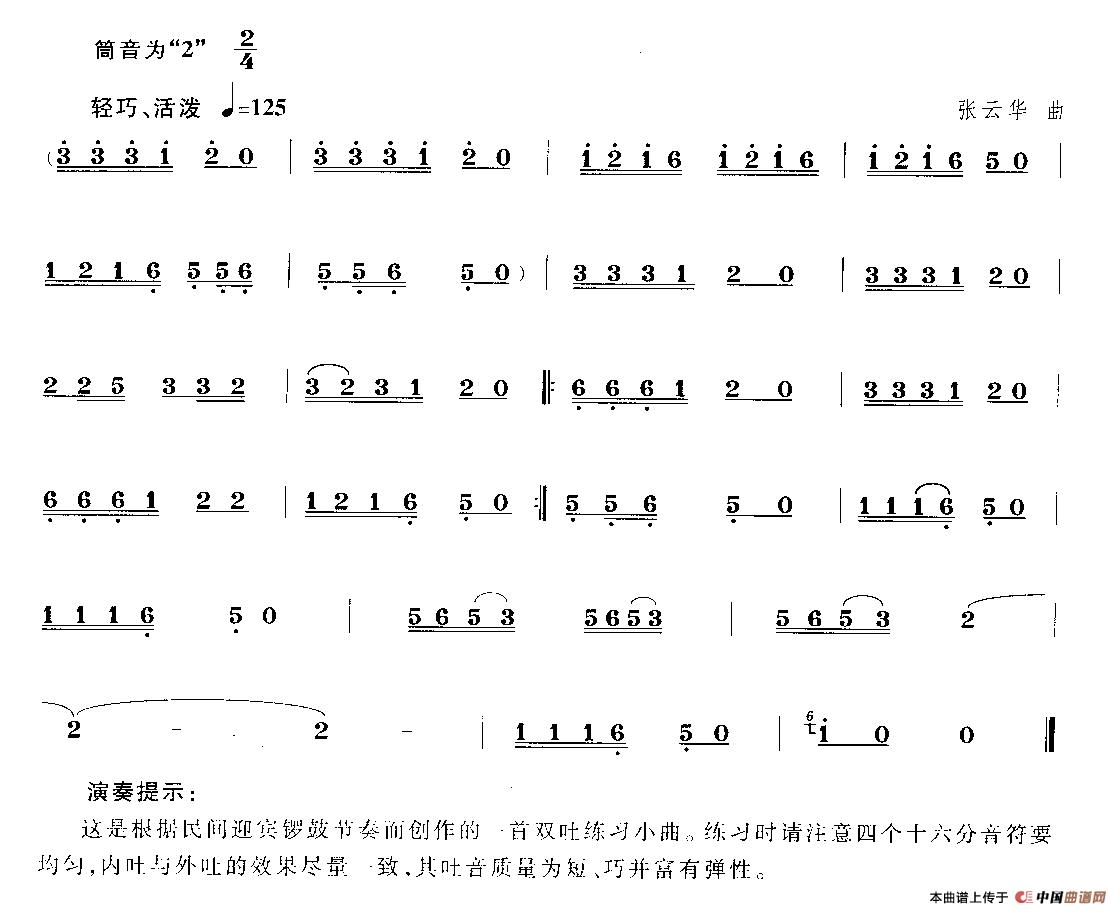 筒音为“2” 2/4
轻巧、活泼 ♩=125 张云华 曲
(3̇ 3̇ 3̇ 1̇ 2̇ 0 | 3̇ 3̇ 3̇ 1̇ 2̇ 0 | 1̇ 2̇ 1̇ 6 1̇ 2̇ 1̇ 6 | 1̇ 2̇ 1̇ 6 5 0 |
1 2 1 6̣ 5̣ 5̣ 6̣ | 5̣ 5̣ 6̣ 5̣ 0) | 3 3 3 1 2 0 | 3 3 3 1 2 0 |
2 2 5 3 3 2 | 3 2 3 1 2 0 ‖: 6̣ 6̣ 6̣ 1 2 0 | 3 3 3 1 2 0 |
6̣ 6̣ 6̣ 1 2 2 | 1 2 1 6̣ 5̣ 0 :‖ 5̣ 5̣ 6̣ 5̣ 0 | 1 1 1 6̣ 5̣ 0 |
1 1 1 6̣ 5̣ 0 | 5 6 5 3 5 6 5 3 | 5 6 5 3 2 |
2 - 2 - | 1 1 1 6̣ 5̣ 0 | 6 1̇ 0 0 ‖
演奏提示:
这是根据民间迎宾锣鼓节奏而创作的一首双吐练习小曲。练习时请注意四个十六分音符要
均匀,内吐与外吐的效果尽量一致,其吐音质量为短、巧并富有弹性。
本曲谱上传于 中国曲谱网